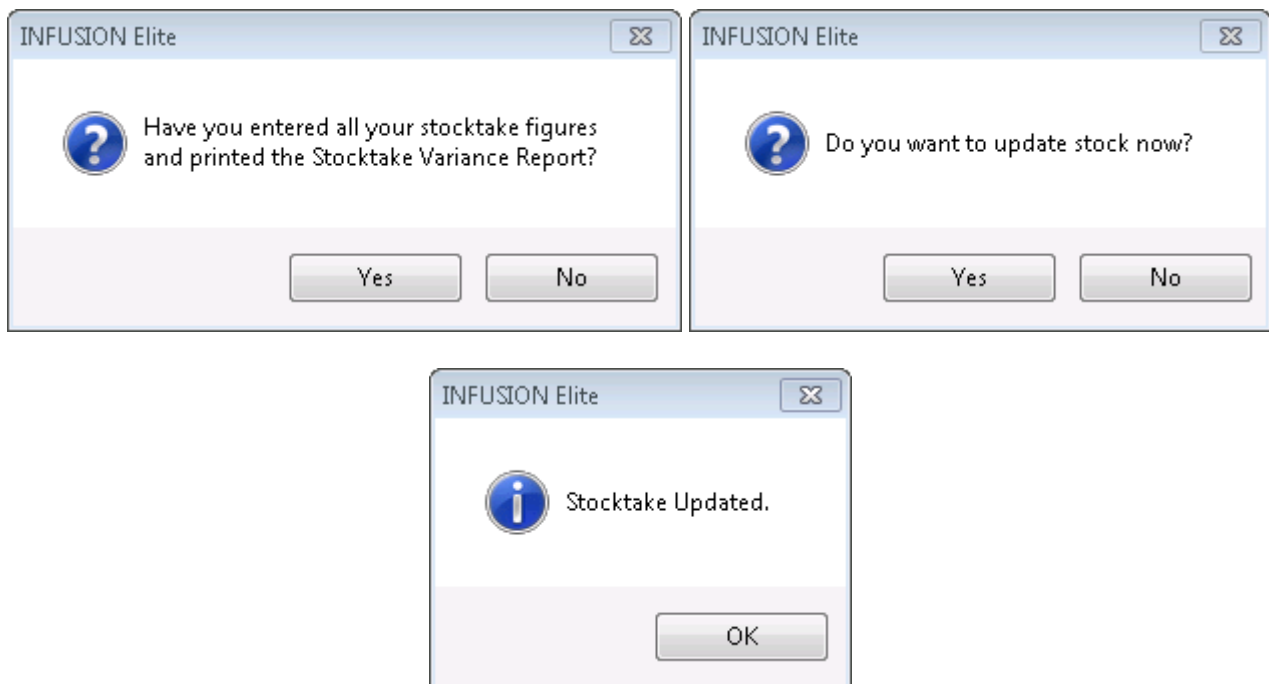 INFUSION Elite
Have you entered all your stocktake figures
and printed the Stocktake Variance Report?
Yes
No
INFUSION Elite
Do you want to update stock now?
Yes
No
INFUSION Elite
Stocktake Updated.
OK